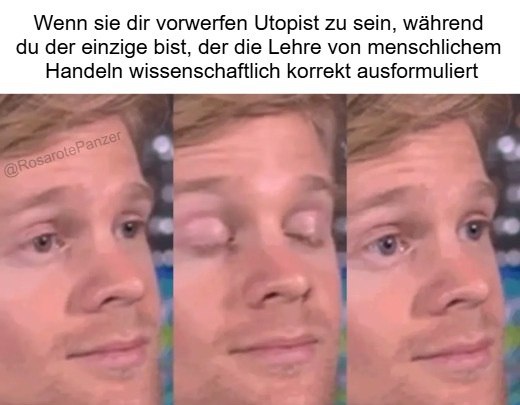 Wenn sie dir vorwerfen Utopist zu sein, während
du der einzige bist, der die Lehre von menschlichem
Handeln wissenschaftlich korrekt ausformuliert
@RosarotePanzer